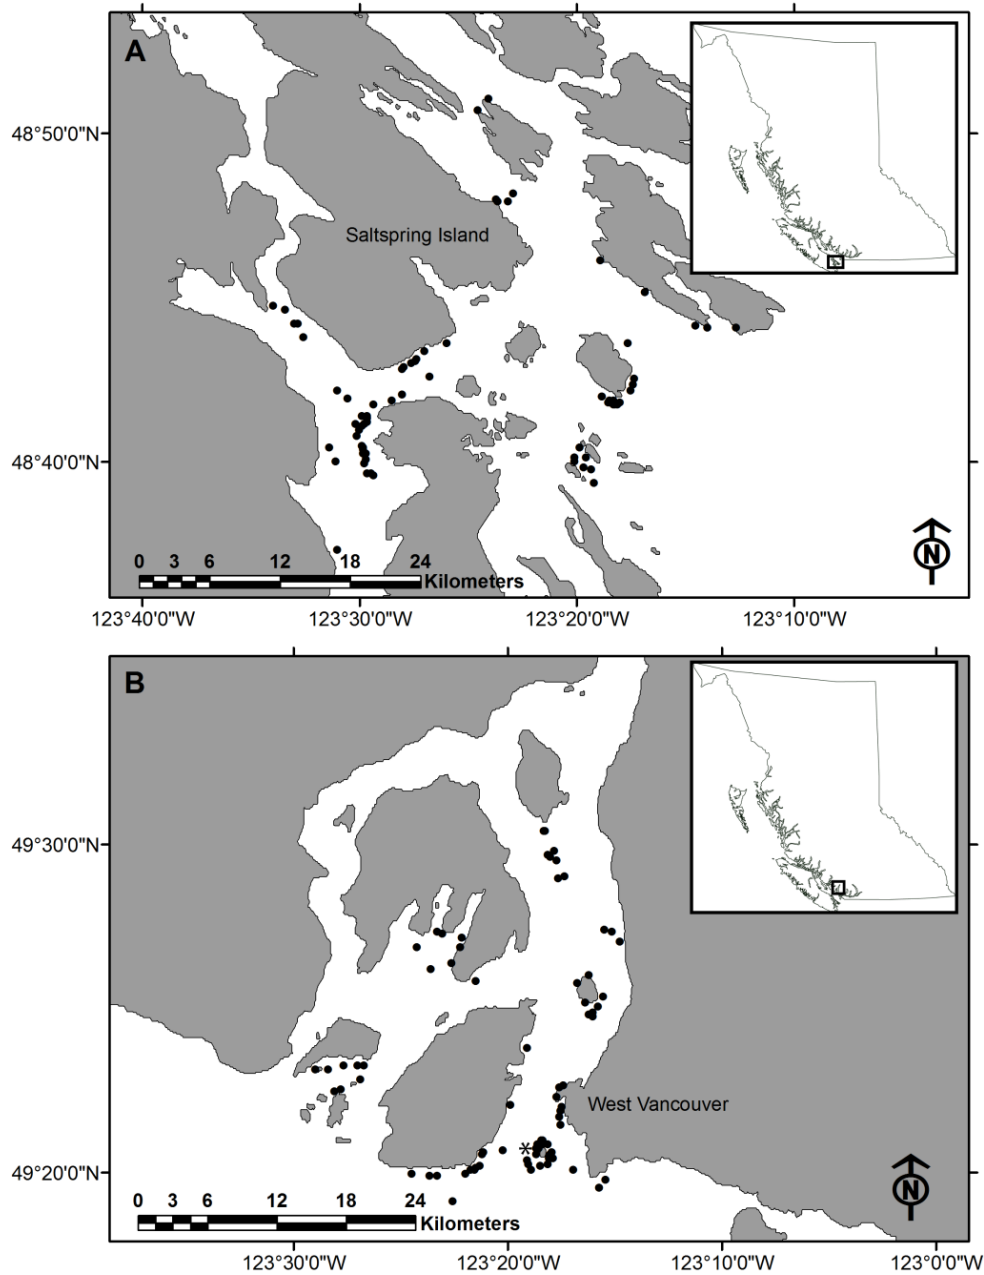 A
48°50'0"N
Saltspring Island
48°40'0"N
0 3 6 12 18 24
Kilometers
N
123°40'0"W 123°30'0"W 123°20'0"W 123°10'0"W
B
49°30'0"N
West Vancouver
*
49°20'0"N
0 3 6 12 18 24
Kilometers
N
123°30'0"W 123°20'0"W 123°10'0"W 123°0'0"W